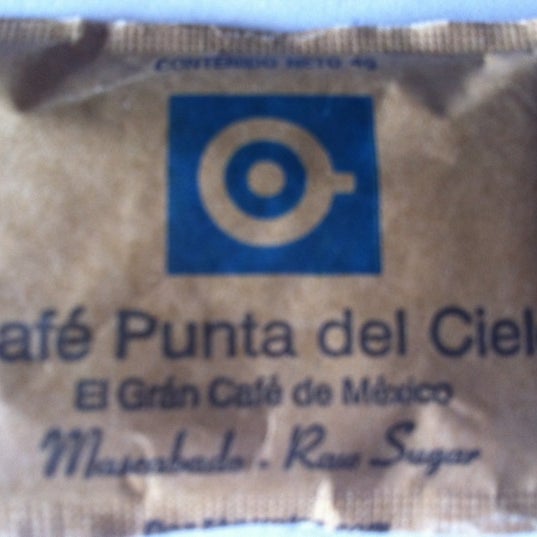 CONTENIDO NETO 4g
afé Punta del Ciel
El Grán Café de México
Mascabado - Raw Sugar